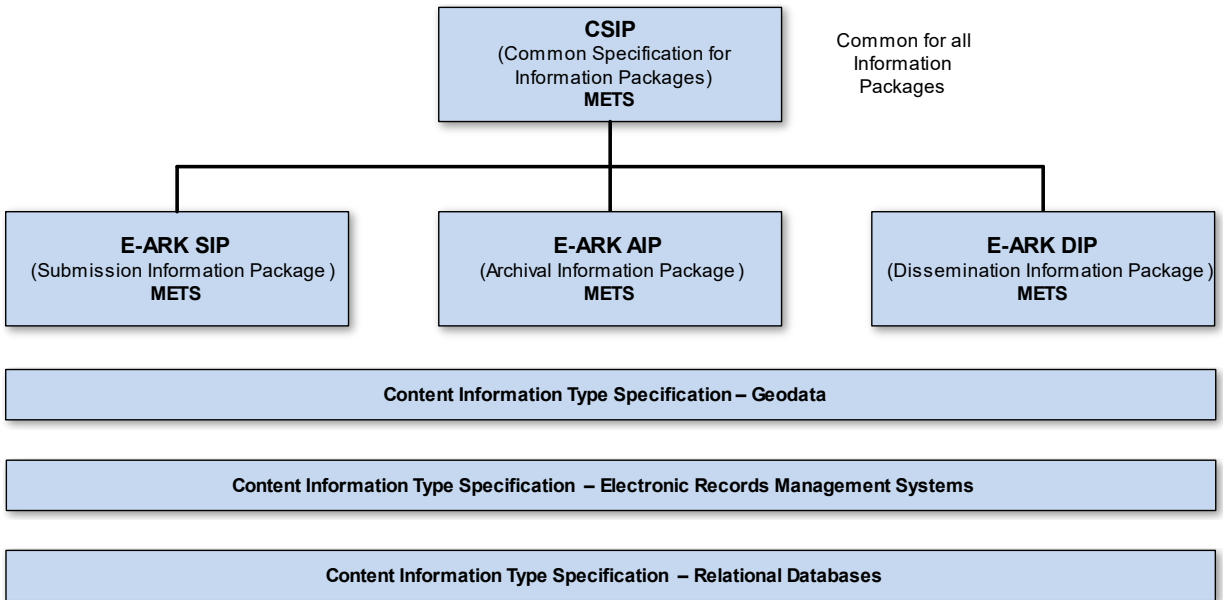 CSIP
(Common Specification for
Information Packages)
METS
Common for all
Information
Packages
E-ARK SIP
(Submission Information Package )
METS
E-ARK AIP
(Archival Information Package )
METS
E-ARK DIP
(Dissemination Information Package )
METS
Content Information Type Specification – Geodata
Content Information Type Specification – Electronic Records Management Systems
Content Information Type Specification – Relational Databases